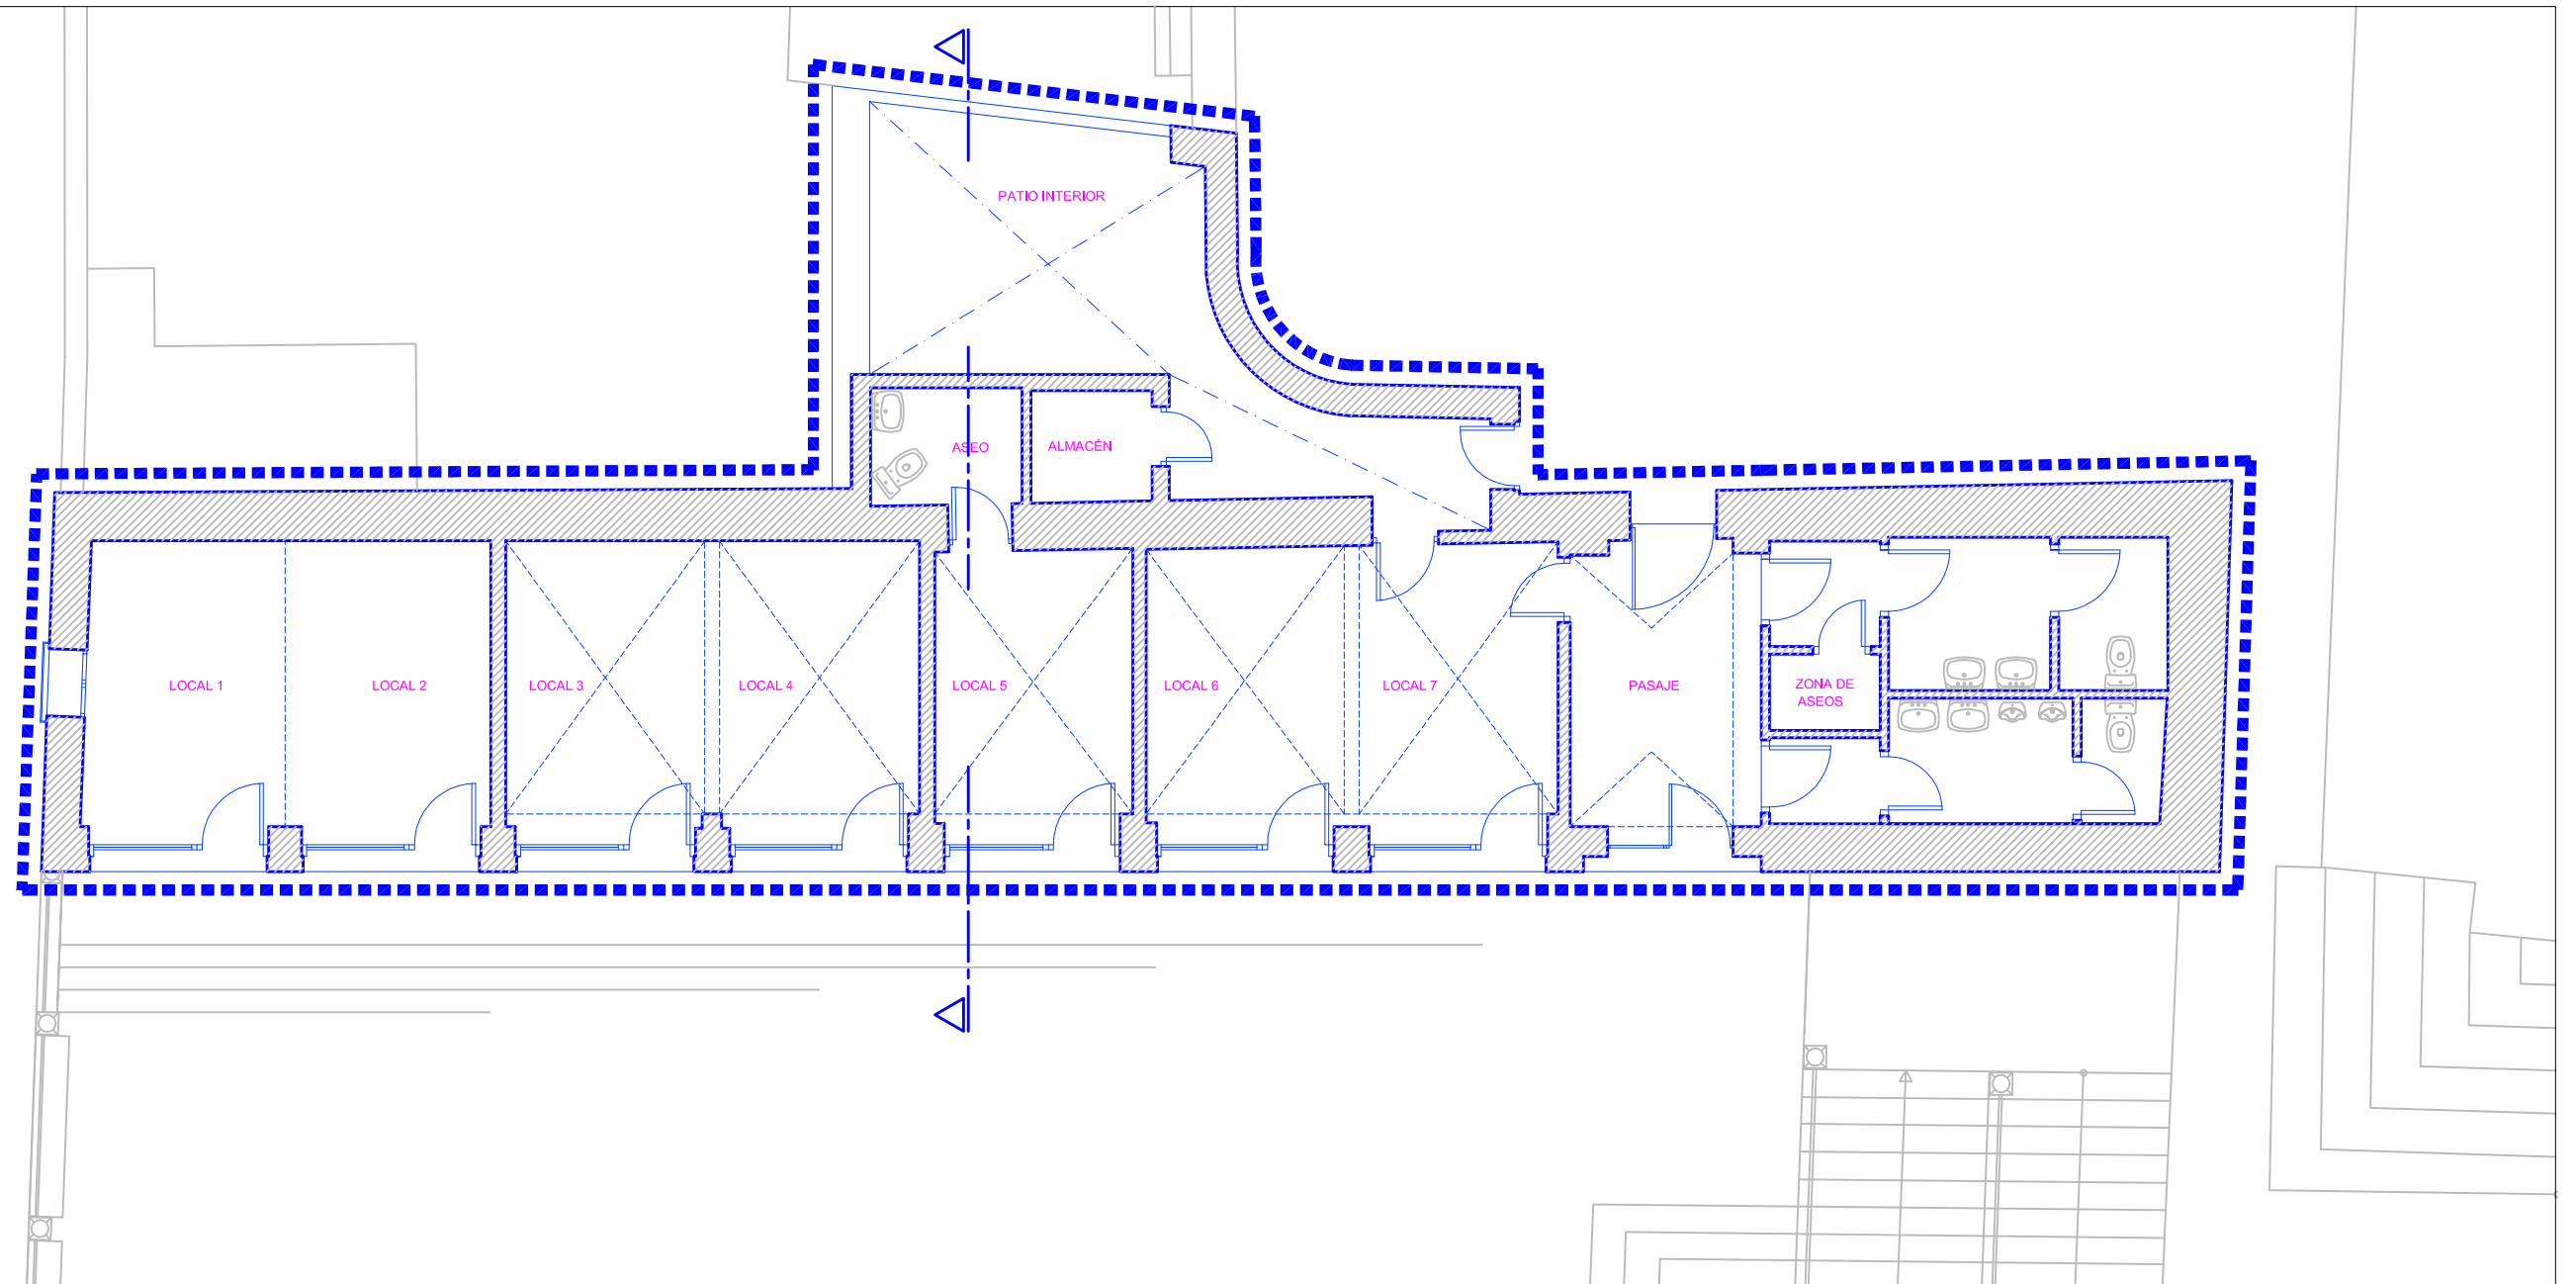 PATIO INTERIOR
ASEO
ALMACÉN
LOCAL 1
LOCAL 2
LOCAL 3
LOCAL 4
LOCAL 5
LOCAL 6
LOCAL 7
PASAJE
ZONA DE
ASEOS